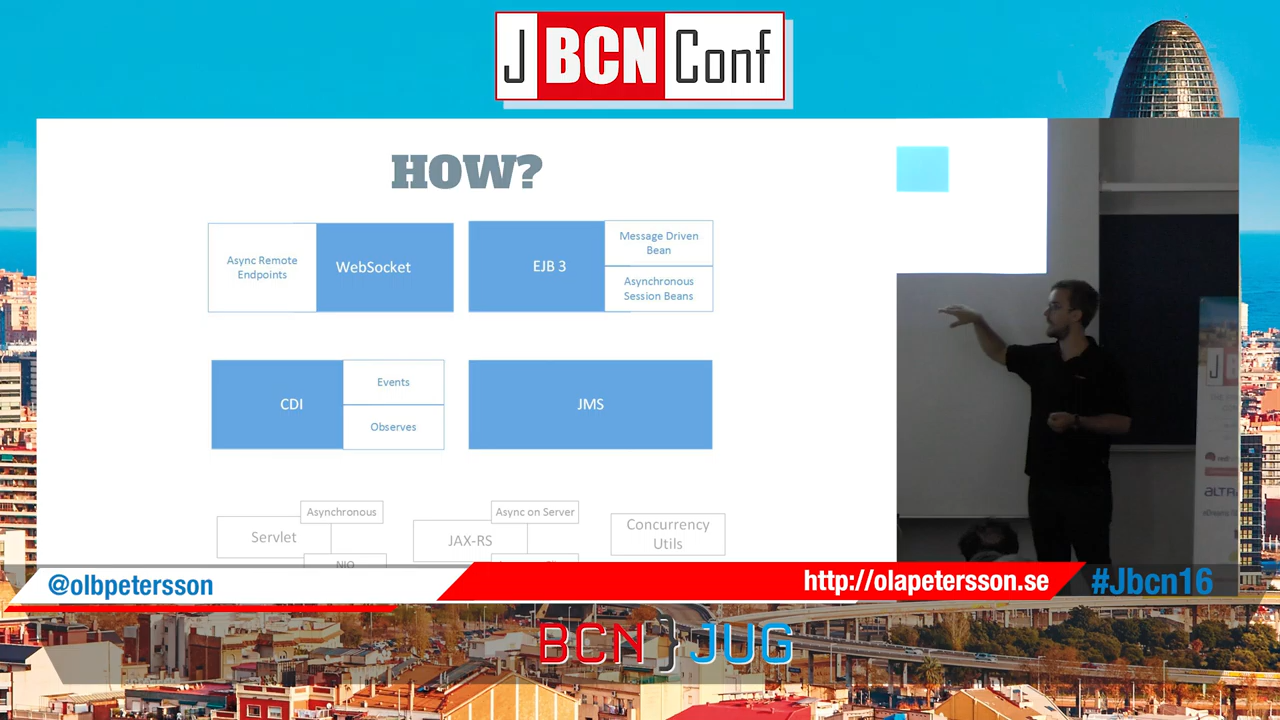 J BCN Conf
HOW?
Async Remote
Endpoints
WebSocket
EJB 3
Message Driven
Bean
Asynchronous
Session Beans
CDI
Events
Observes
JMS
Asynchronous
Servlet
NIO
Async on Server
JAX-RS
Concurrency
Utils
@olbpetersson
http://olapetersson.se
#Jbcn16
BCN JUG